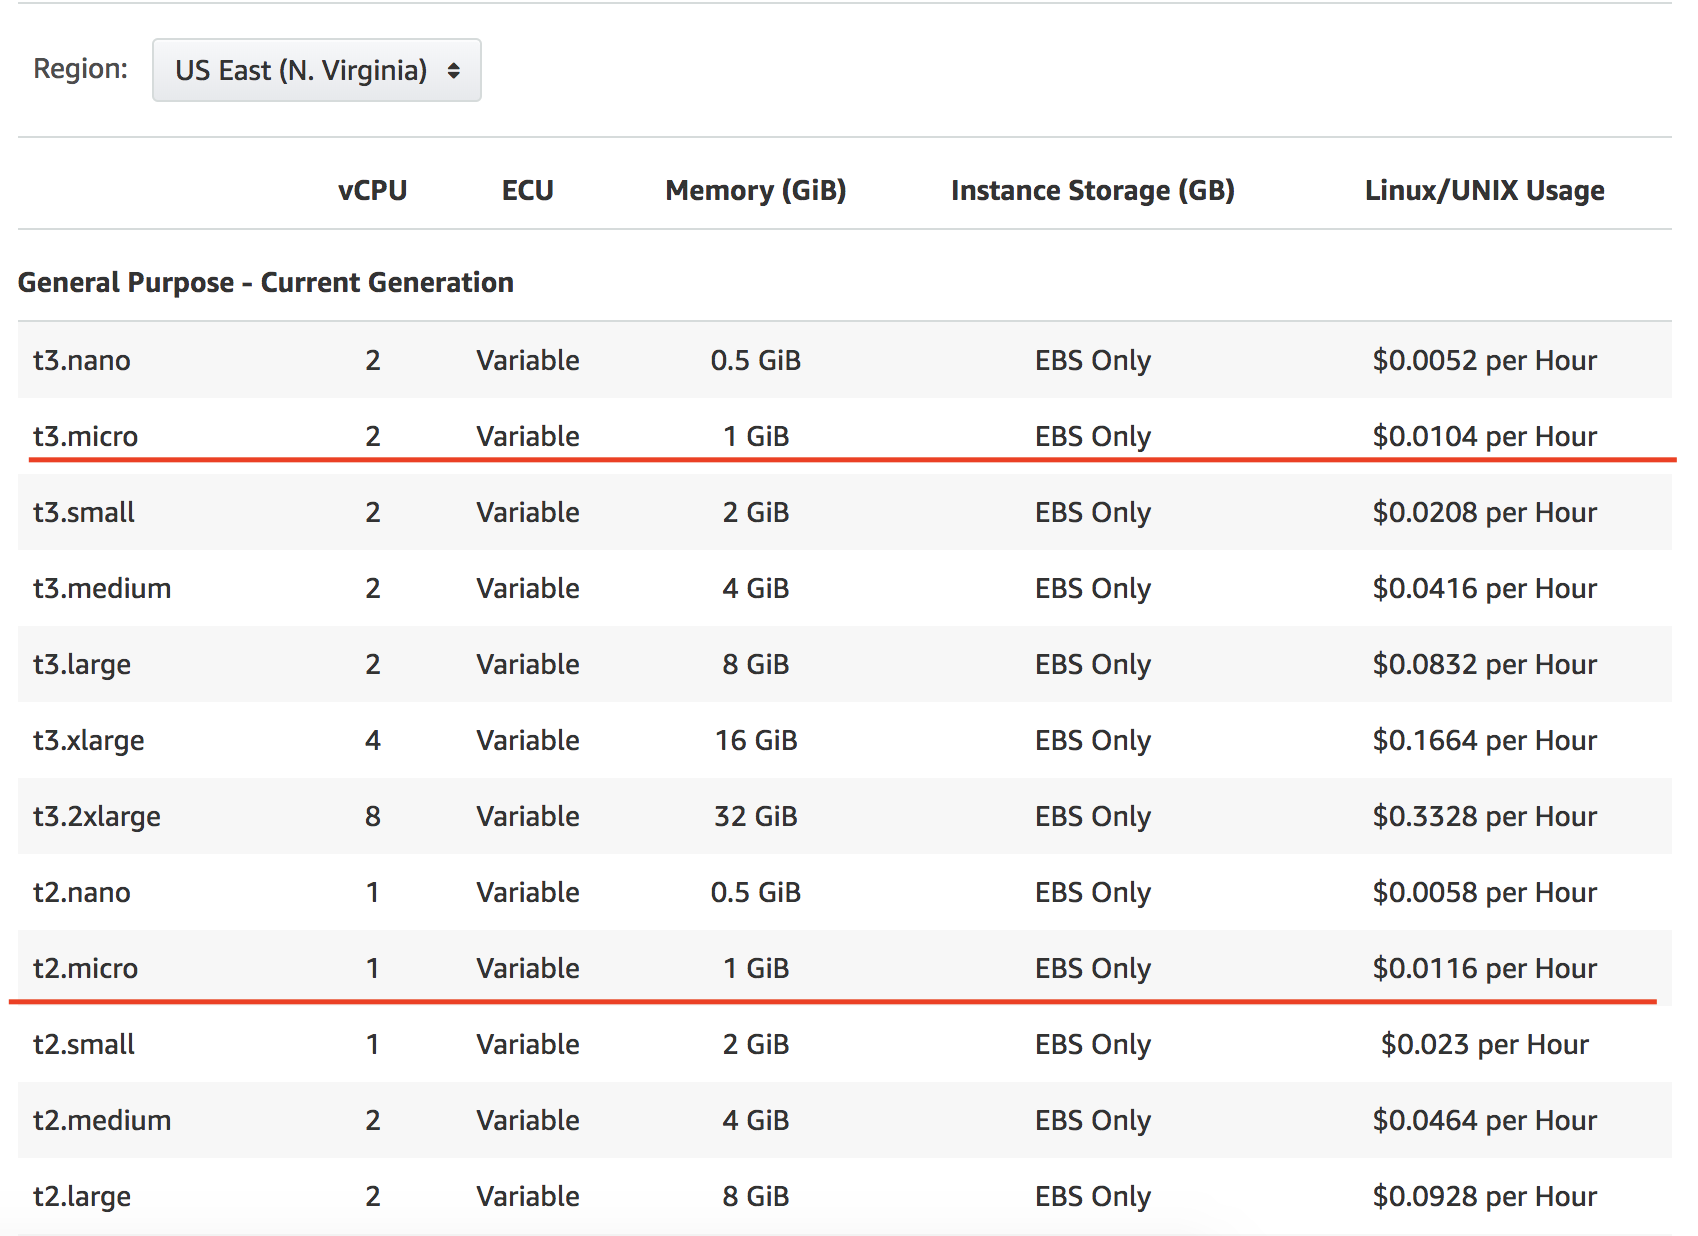 Region: US East (N. Virginia)
vCPU ECU Memory (GiB) Instance Storage (GB) Linux/UNIX Usage
General Purpose - Current Generation
t3.nano 2 Variable 0.5 GiB EBS Only $0.0052 per Hour
t3.micro 2 Variable 1 GiB EBS Only $0.0104 per Hour
t3.small 2 Variable 2 GiB EBS Only $0.0208 per Hour
t3.medium 2 Variable 4 GiB EBS Only $0.0416 per Hour
t3.large 2 Variable 8 GiB EBS Only $0.0832 per Hour
t3.xlarge 4 Variable 16 GiB EBS Only $0.1664 per Hour
t3.2xlarge 8 Variable 32 GiB EBS Only $0.3328 per Hour
t2.nano 1 Variable 0.5 GiB EBS Only $0.0058 per Hour
t2.micro 1 Variable 1 GiB EBS Only $0.0116 per Hour
t2.small 1 Variable 2 GiB EBS Only $0.023 per Hour
t2.medium 2 Variable 4 GiB EBS Only $0.0464 per Hour
t2.large 2 Variable 8 GiB EBS Only $0.0928 per Hour